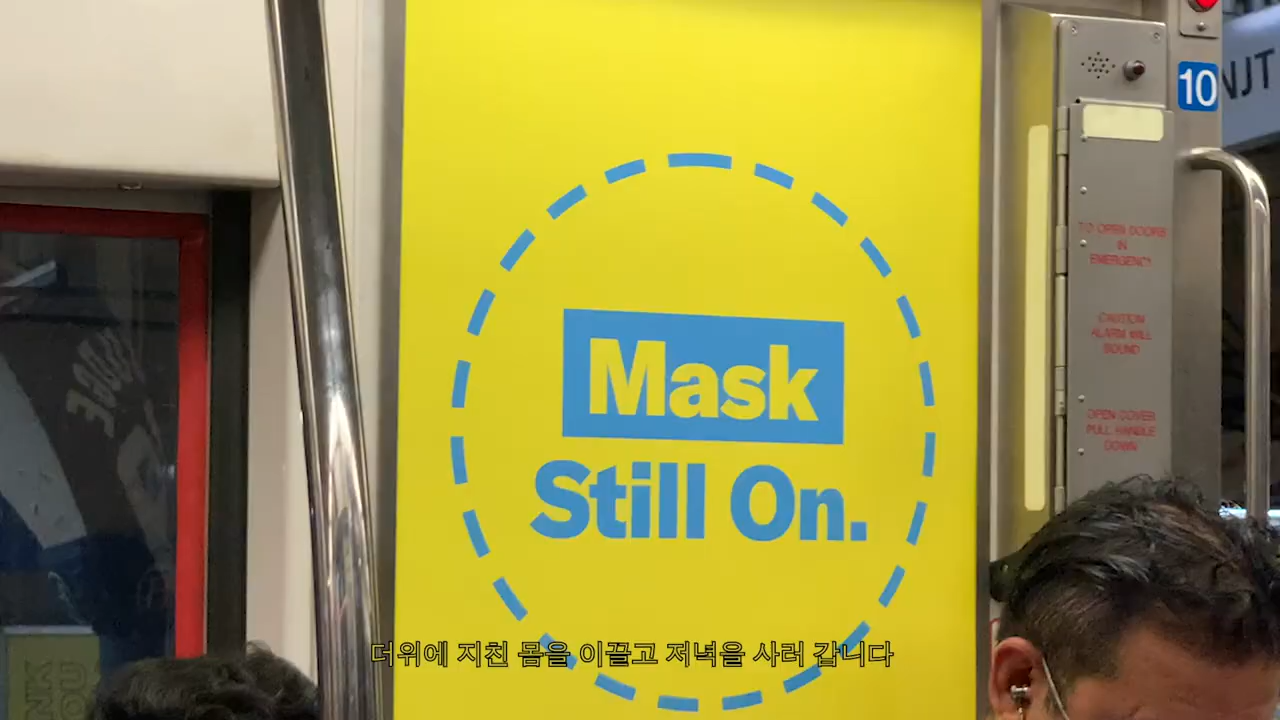 Mask
Still On.
10
NJT
TO OPEN DOORS
IN
EMERGENCY
CAUTION
ALARM WILL
SOUND
OPEN COVER
PULL HANDLE
DOWN
더위에 지친 몸을 이끌고 저녁을 사러 갑니다